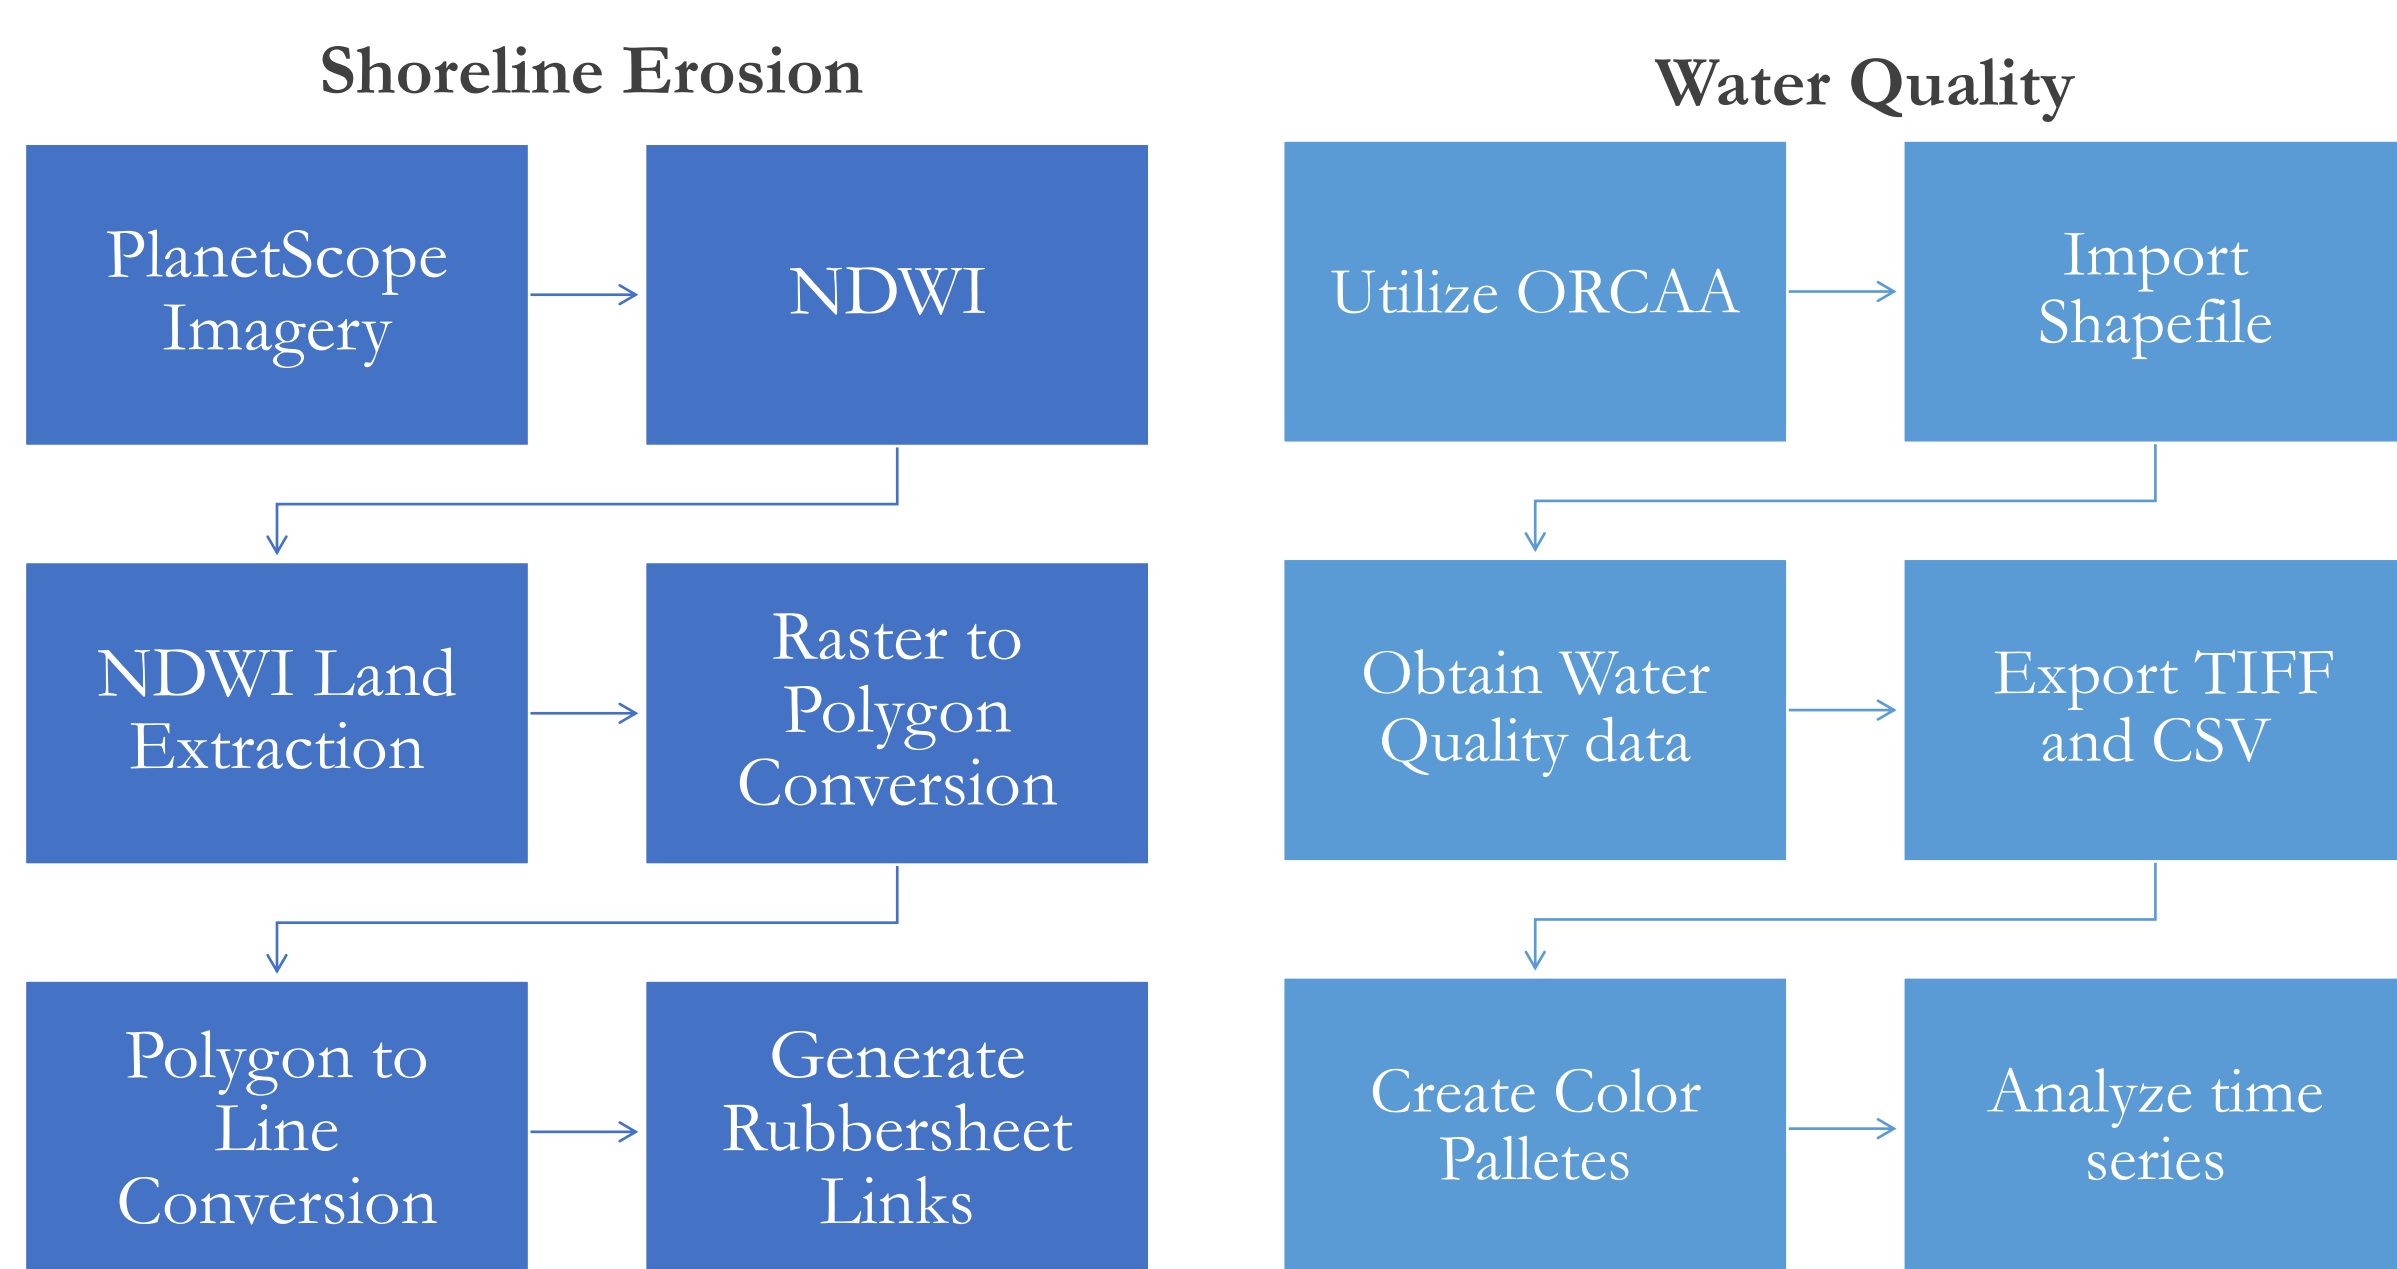 Shoreline Erosion
PlanetScope
Imagery
NDWI
NDWI Land
Extraction
Raster to
Polygon
Conversion
Polygon to
Line
Conversion
Generate
Rubbersheet
Links
Water Quality
Utilize ORCAA
Import
Shapefile
Obtain Water
Quality data
Export TIFF
and CSV
Create Color
Palletes
Analyze time
series